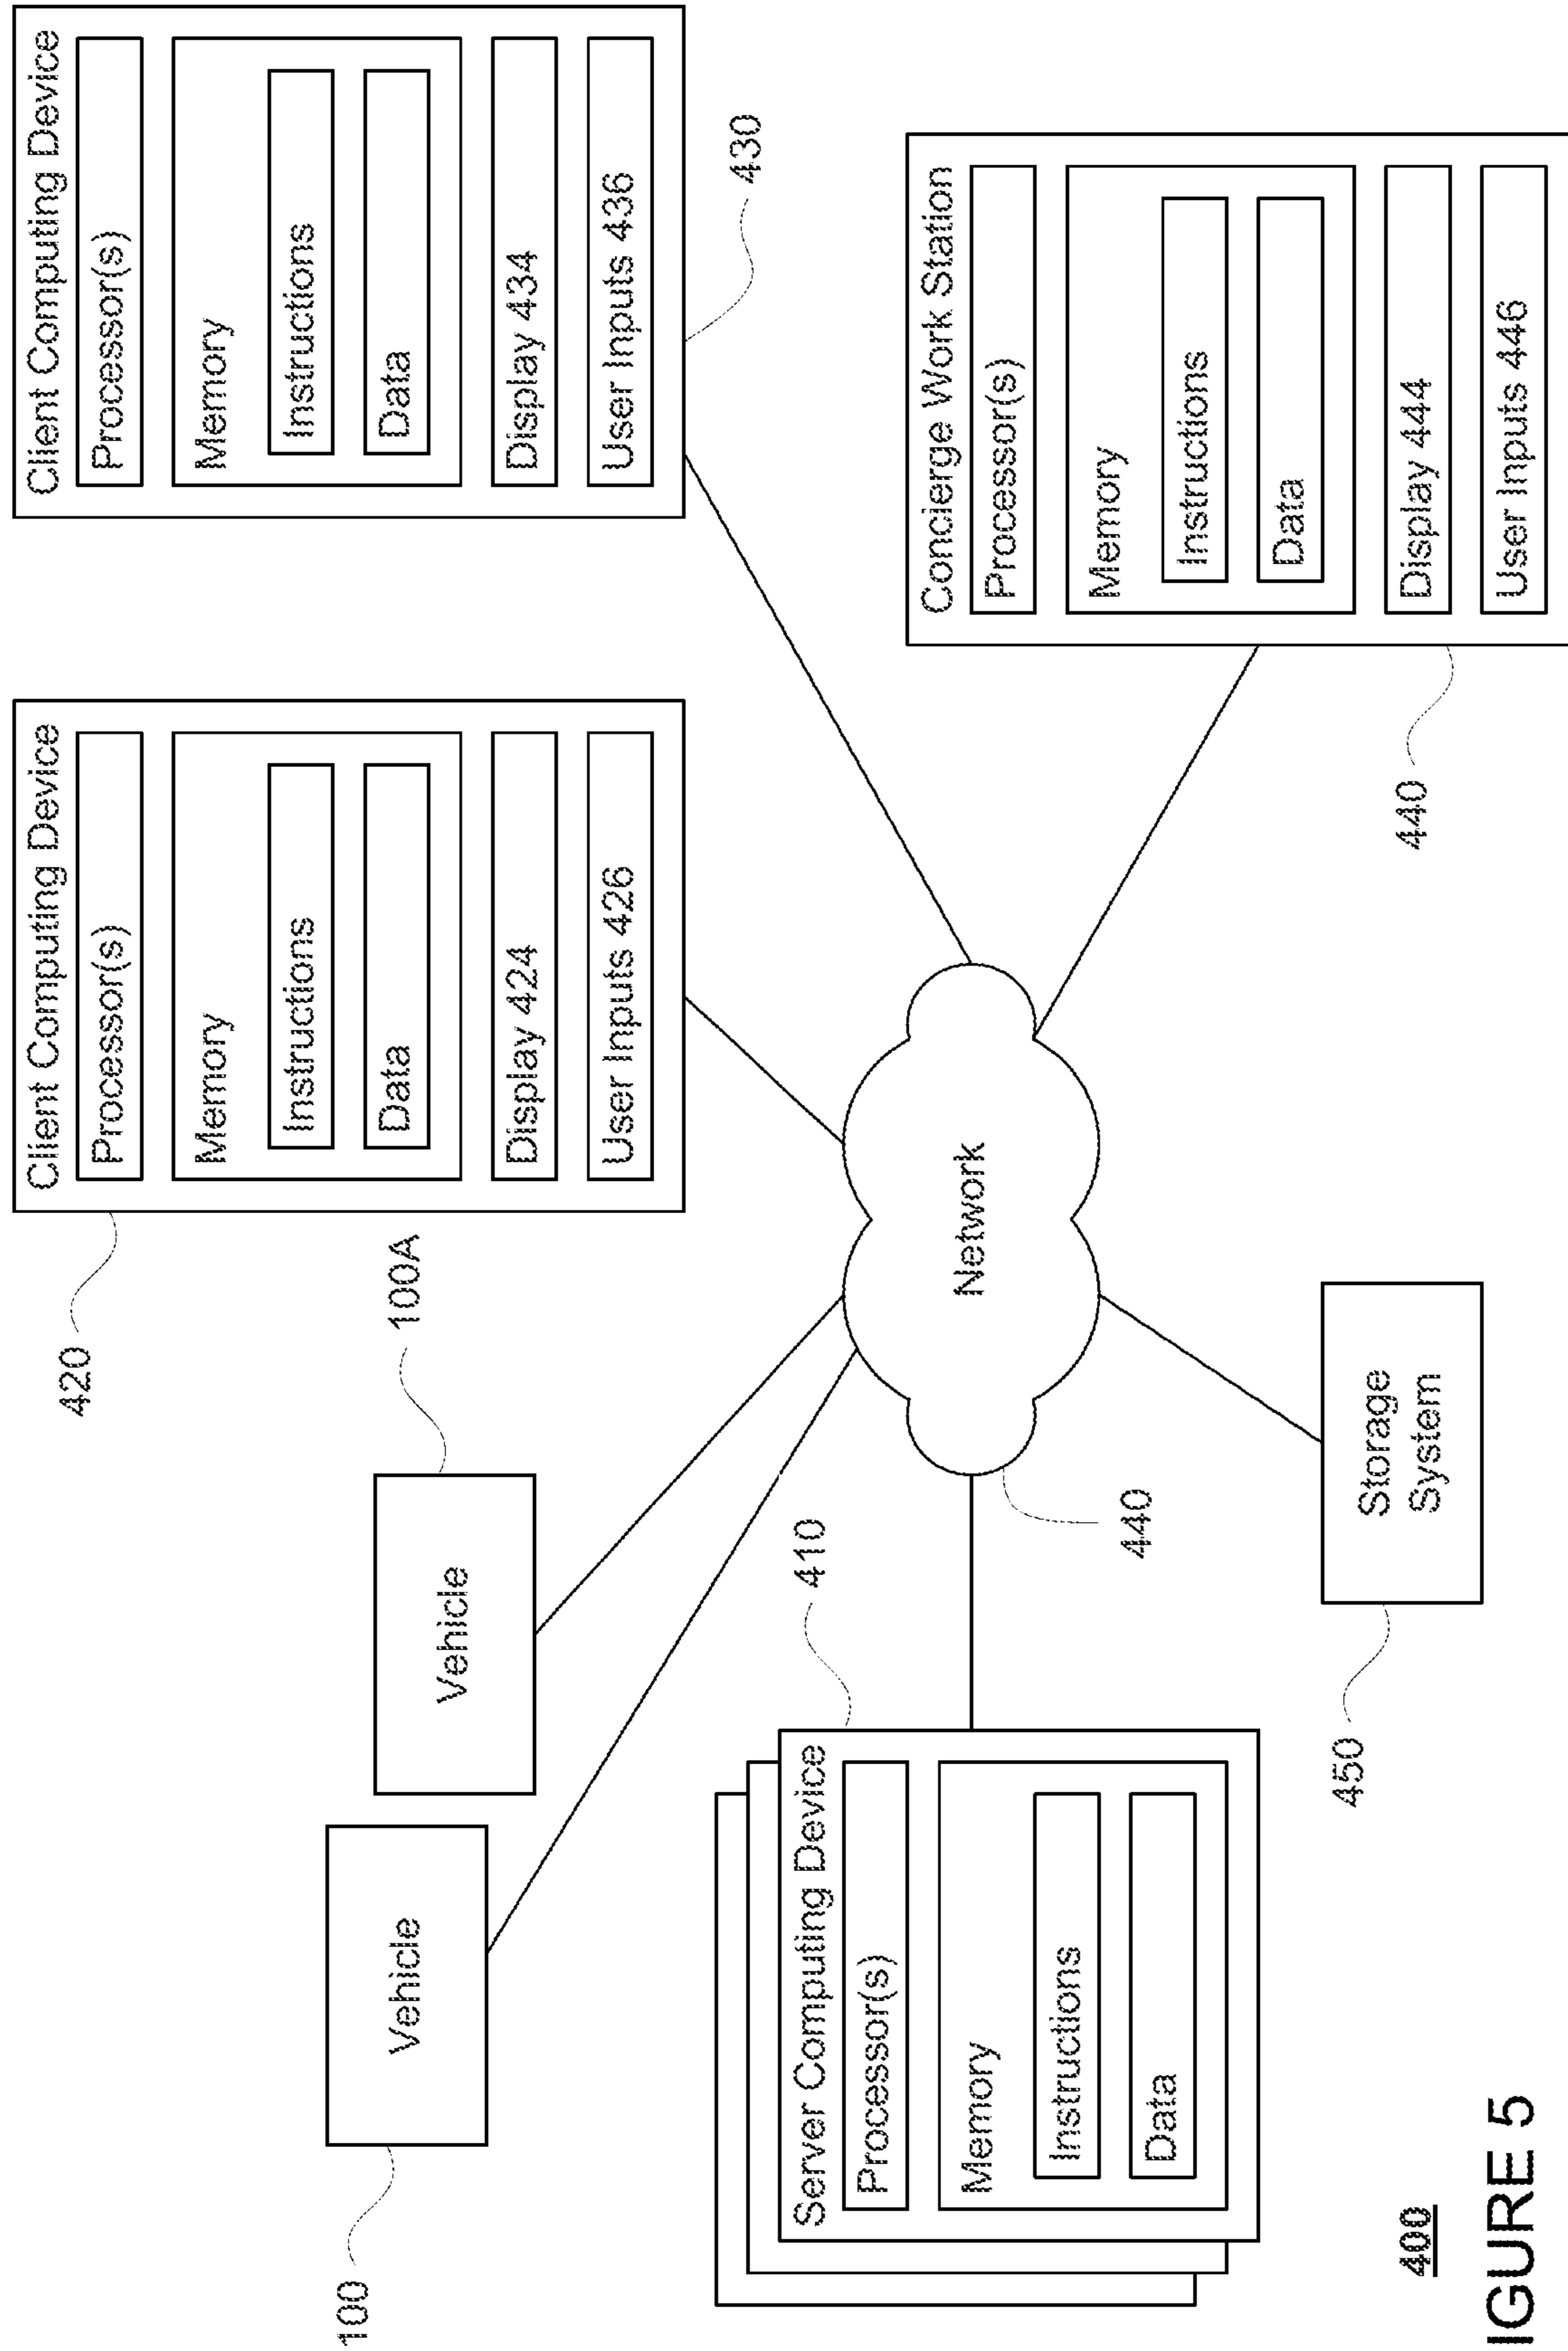 Client Computing Device
Processor(s)
Memory
Instructions
Data
Display 424
User Inputs 426
420
Client Computing Device
Processor(s)
Memory
Instructions
Data
Display 434
User Inputs 436
430
100
Vehicle
Vehicle
100A
Server Computing Device
Processor(s)
Memory
Instructions
Data
410
Network
440
Concierge Work Station
Processor(s)
Memory
Instructions
Data
Display 444
User Inputs 446
440
Storage
System
450
400
IGURE 5